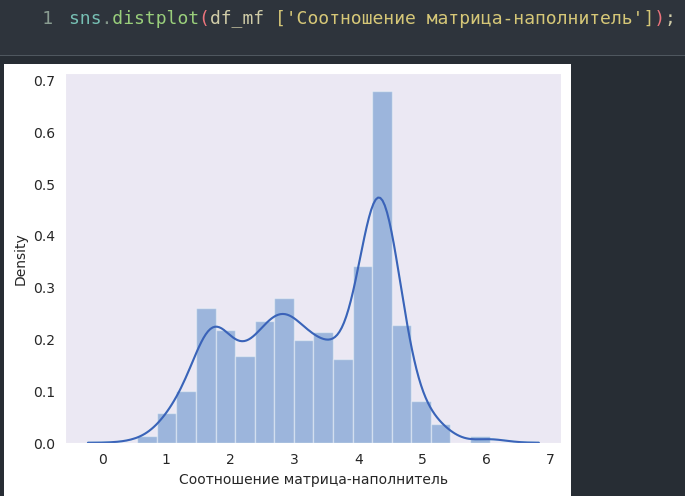 1 sns.distplot(df_mf ['Соотношение матрица-наполнитель']);
0.7
0.6
0.5
0.4
0.3
0.2
0.1
0.0
Density
0 1 2 3 4 5 6 7
Соотношение матрица-наполнитель